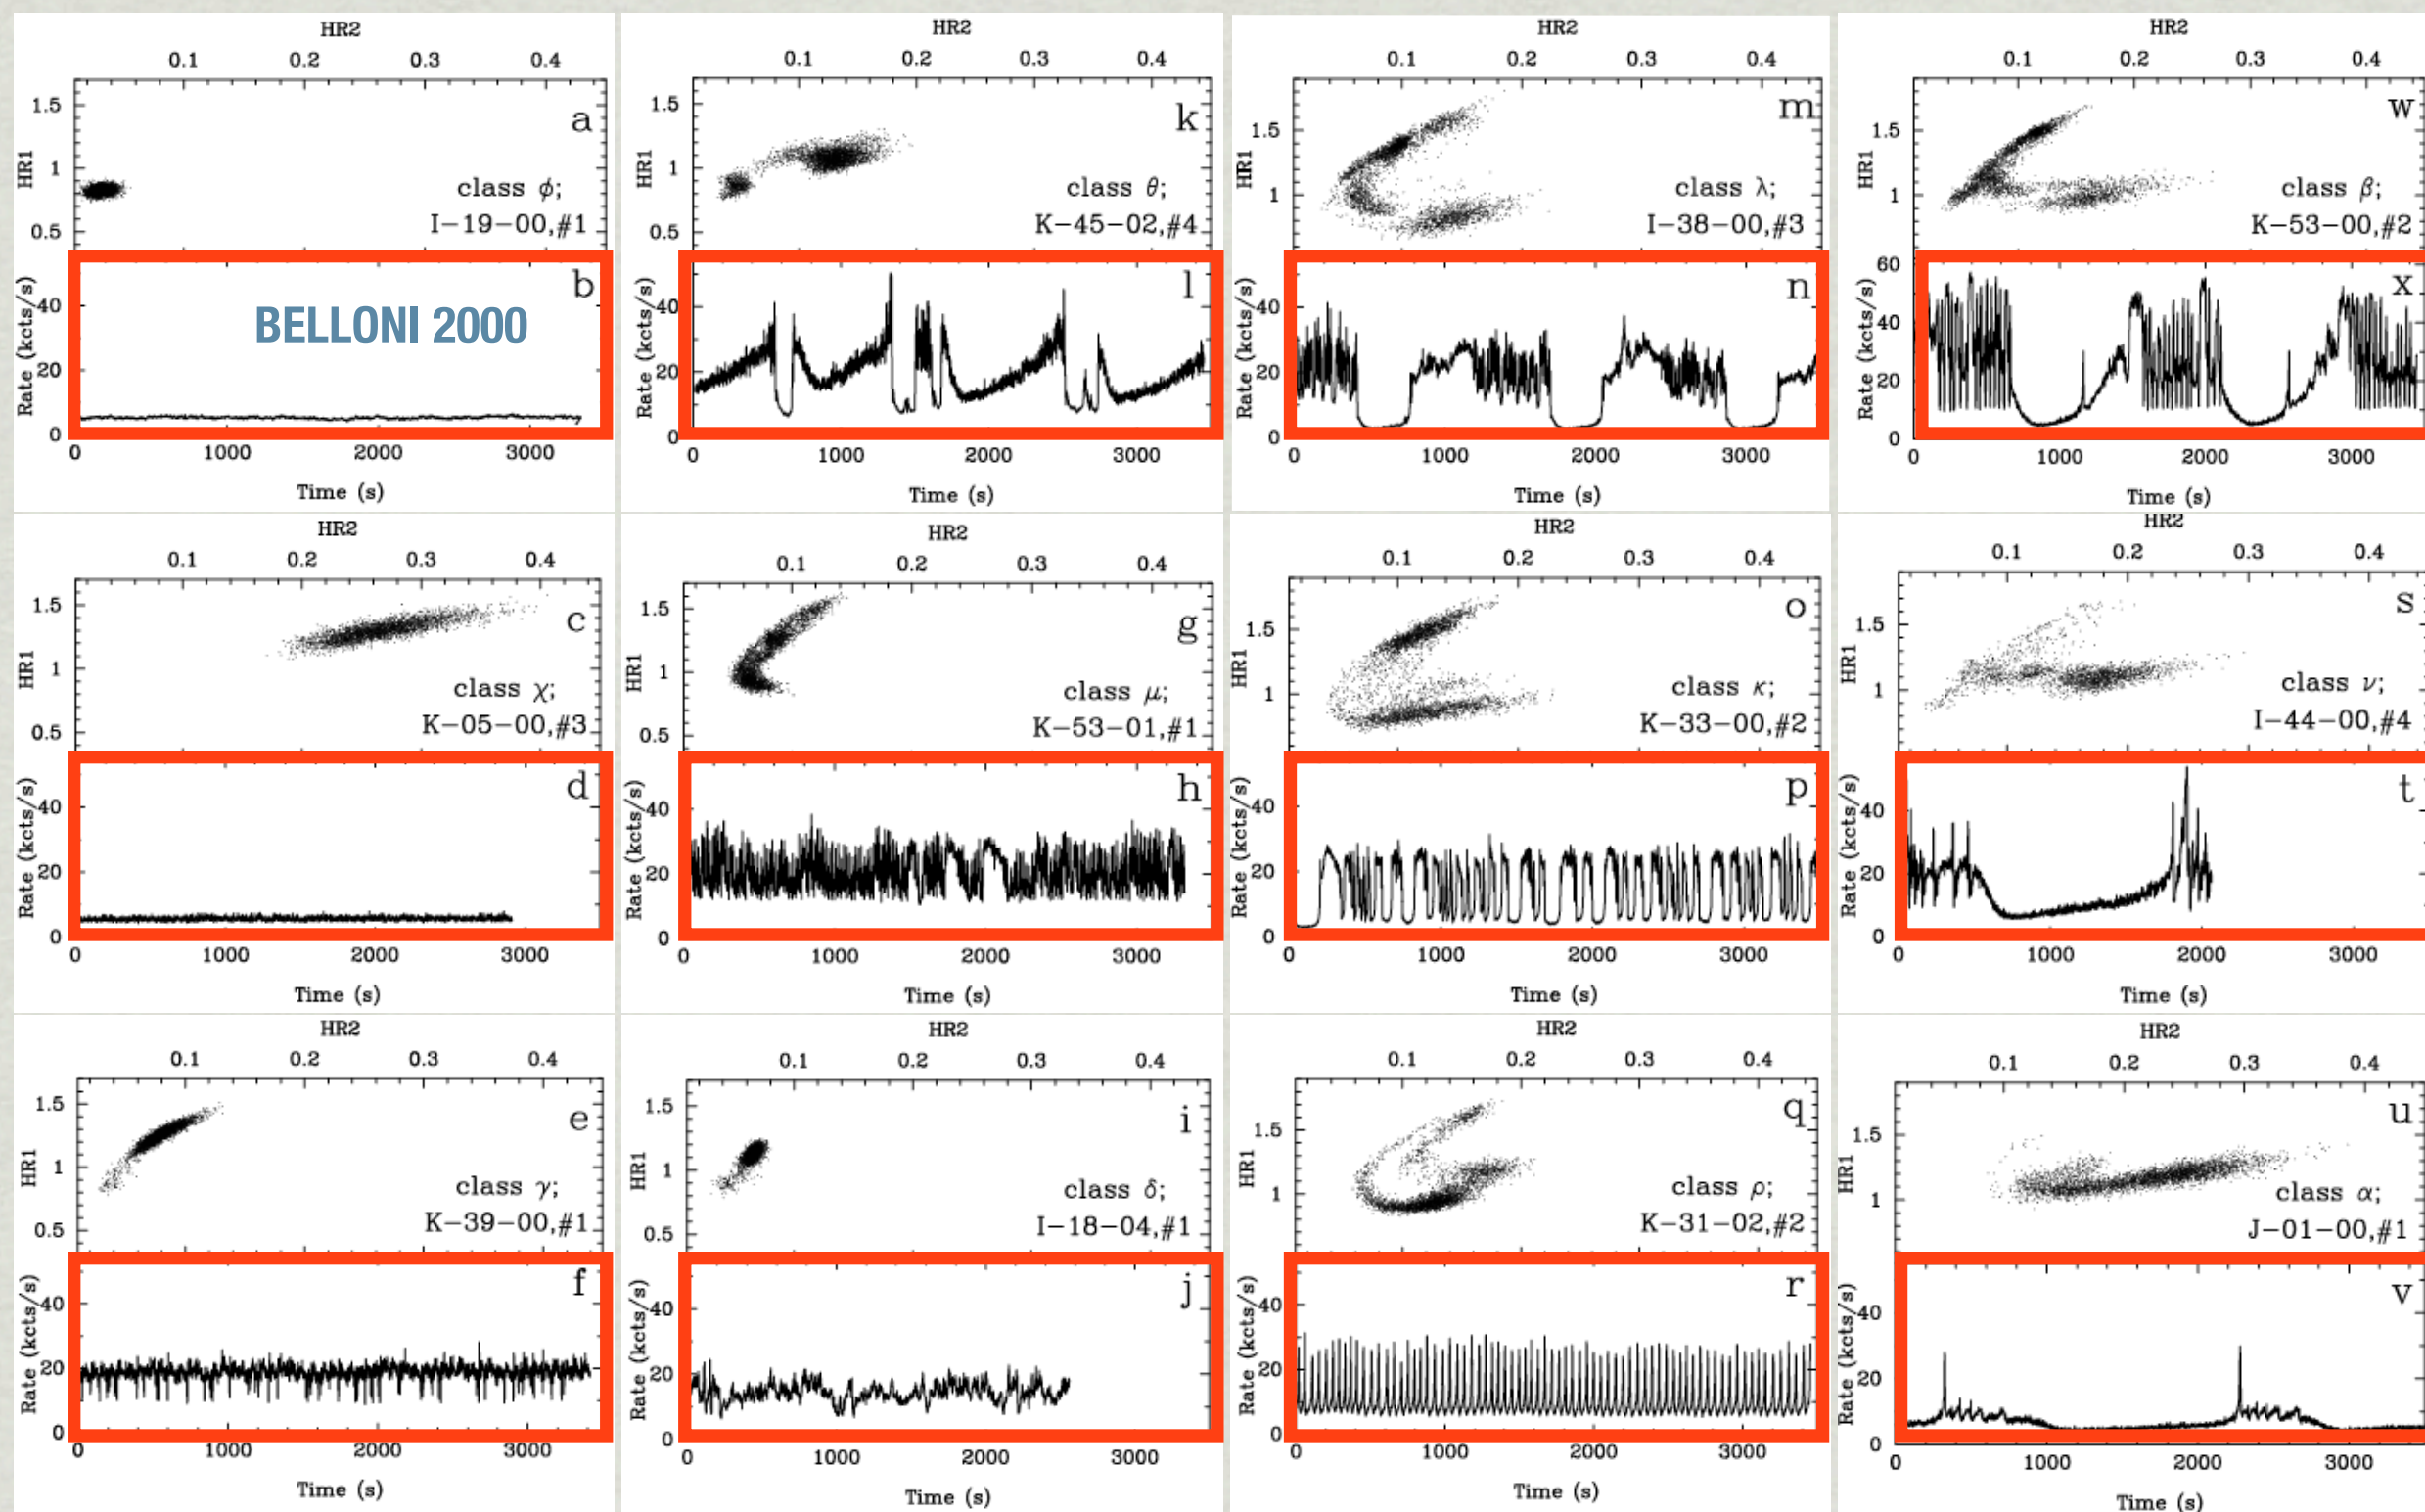 HR2
0.1 0.2 0.3 0.4
1.5
a
HR1
1
class φ;
I-19-00,#1
0.5
Rate (kcts/s)
b
40
BELLONI 2000
20
0
0 1000 2000 3000
Time (s)
HR2
0.1 0.2 0.3 0.4
1.5
k
HR1
1
class θ;
K-45-02,#4
0.5
Rate (kcts/s)
l
40
20
0
0 1000 2000 3000
Time (s)
HR2
0.1 0.2 0.3 0.4
m
1.5
HR1
class λ;
1
I-38-00,#3
Rate (kcts/s)
n
40
20
0
0 1000 2000 3000
Time (s)
HR2
0.1 0.2 0.3 0.4
w
1.5
HR1
class β;
1
K-53-00,#2
Rate (kcts/s)
60
x
40
20
0
0 1000 2000 3000
Time (s)
HR2
0.1 0.2 0.3 0.4
1.5
c
HR1
1
class χ;
K-05-00,#3
0.5
Rate (kcts/s)
d
40
20
0
0 1000 2000 3000
Time (s)
HR2
0.1 0.2 0.3 0.4
1.5
g
HR1
1
class μ;
K-53-01,#1
0.5
Rate (kcts/s)
h
40
20
0
0 1000 2000 3000
Time (s)
HR2
0.1 0.2 0.3 0.4
o
1.5
HR1
class κ;
1
K-33-00,#2
Rate (kcts/s)
p
40
20
0
0 1000 2000 3000
Time (s)
HR2
0.1 0.2 0.3 0.4
s
1.5
HR1
class ν;
1
I-44-00,#4
Rate (kcts/s)
t
40
20
0
0 1000 2000 3000
Time (s)
HR2
0.1 0.2 0.3 0.4
1.5
e
HR1
1
class γ;
K-39-00,#1
0.5
Rate (kcts/s)
f
40
20
0
0 1000 2000 3000
Time (s)
HR2
0.1 0.2 0.3 0.4
1.5
i
HR1
1
class δ;
I-18-04,#1
0.5
Rate (kcts/s)
j
40
20
0
0 1000 2000 3000
Time (s)
HR2
0.1 0.2 0.3 0.4
q
1.5
HR1
class ρ;
1
K-31-02,#2
Rate (kcts/s)
r
40
20
0
0 1000 2000 3000
Time (s)
HR2
0.1 0.2 0.3 0.4
u
1.5
HR1
class α;
1
J-01-00,#1
Rate (kcts/s)
v
40
20
0
0 1000 2000 3000
Time (s)